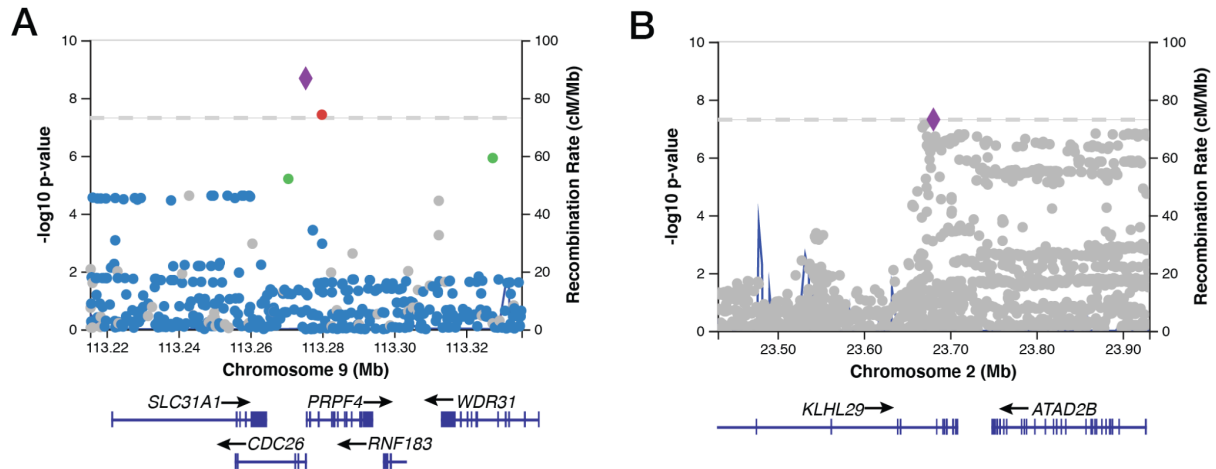 A
10
8
6
4
2
0
-log10 p-value
100
80
60
40
20
0
Recombination Rate (cM/Mb)
113.22 113.24 113.26 113.28 113.30 113.32
Chromosome 9 (Mb)
SLC31A1 PRPF4 WDR31
CDC26 RNF183
B
10
8
6
4
2
0
-log10 p-value
100
80
60
40
20
0
Recombination Rate (cM/Mb)
23.50 23.60 23.70 23.80 23.90
Chromosome 2 (Mb)
KLHL29 ATAD2B